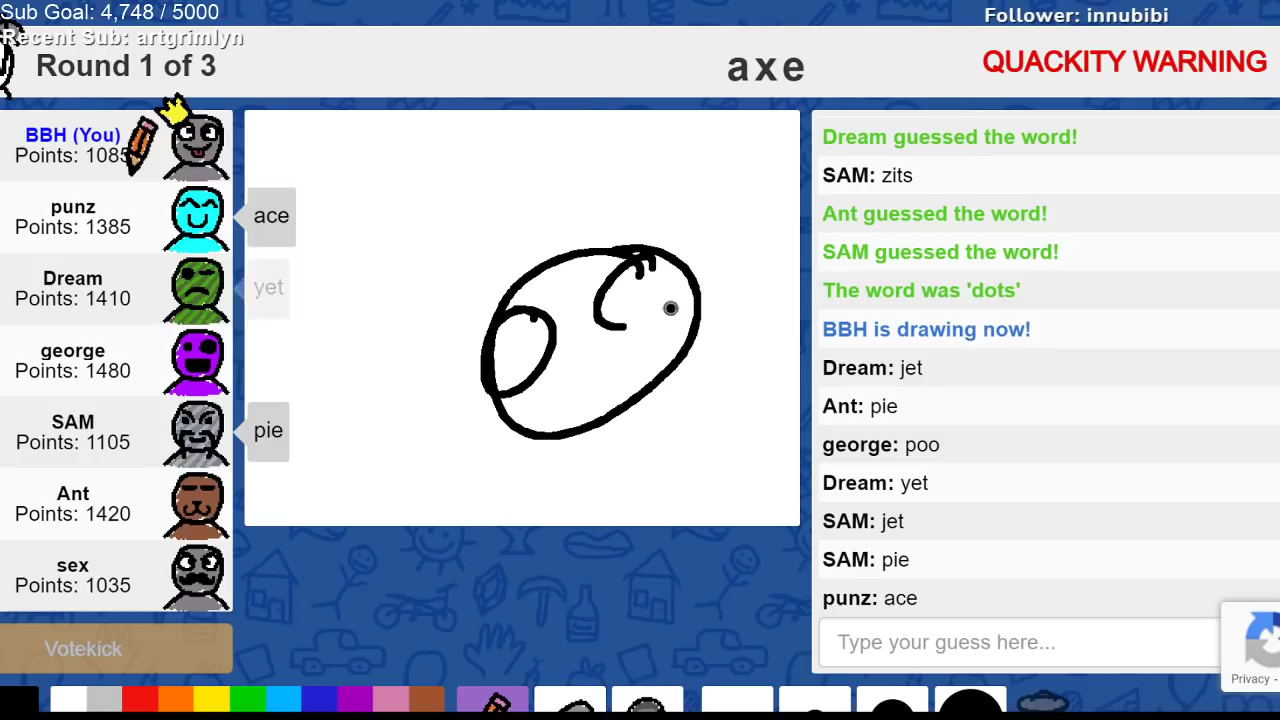 Sub Goal: 4,748 / 5000
Follower: innubibi
Recent Sub: artgrimlyn
Round 1 of 3
axe
QUACKITY WARNING
BBH (You)
Points: 1085
punz
Points: 1385
ace
Dream
Points: 1410
yet
george
Points: 1480
SAM
Points: 1105
pie
Ant
Points: 1420
sex
Points: 1035
Votekick
Dream guessed the word!
SAM: zits
Ant guessed the word!
SAM guessed the word!
The word was 'dots'
BBH is drawing now!
Dream: jet
Ant: pie
george: poo
Dream: yet
SAM: jet
SAM: pie
punz: ace
Type your guess here...
Privacy -